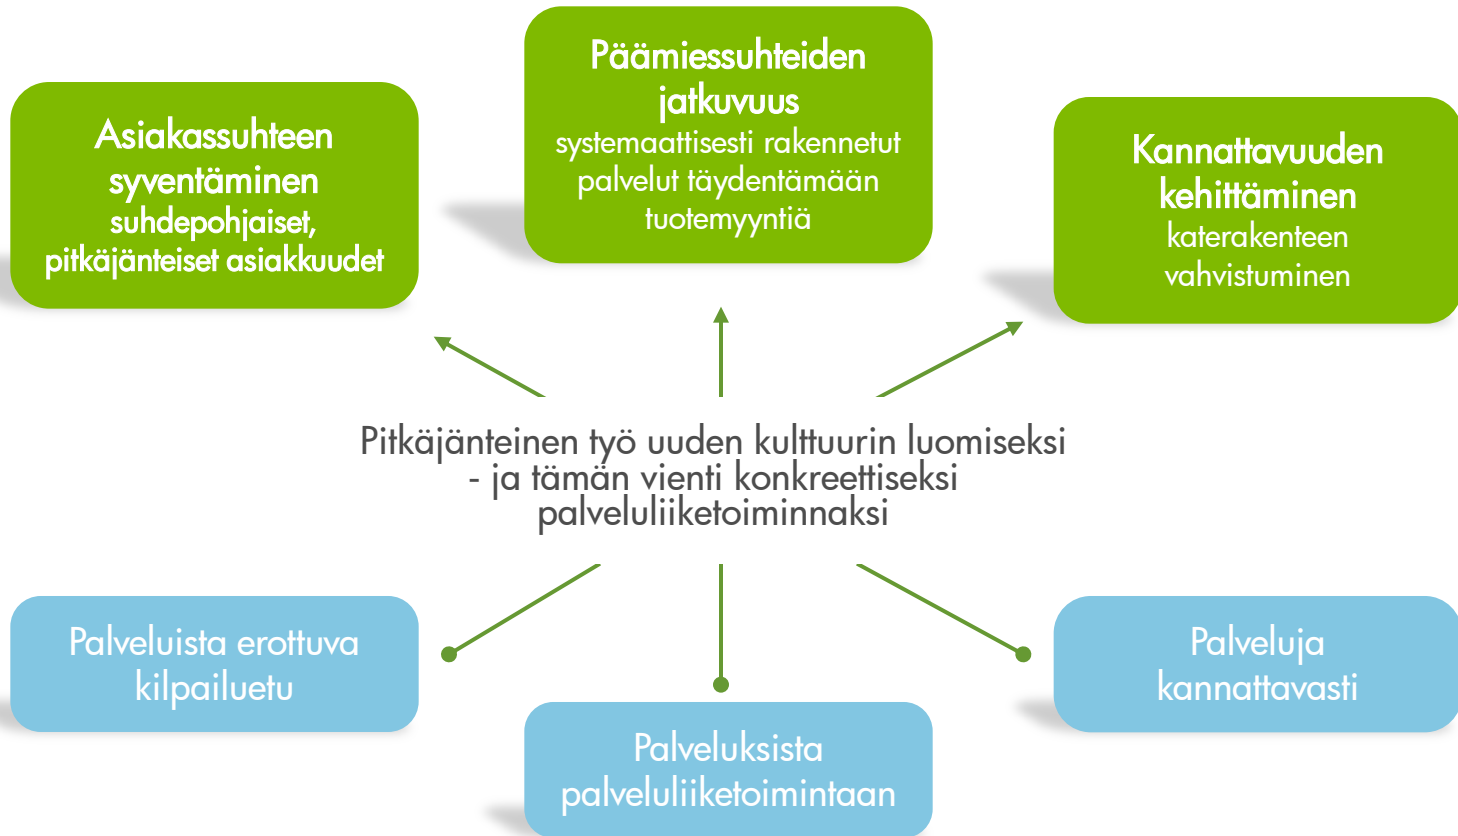 Päämiessuhteiden
jatkuvuus
systemaattisesti rakennetut
palvelut täydentämään
tuotemyyntiä
Asiakassuhteen
syventäminen
suhdepohjaiset,
pitkäjänteiset asiakkuudet
Kannattavuuden
kehittäminen
katerakenteen
vahvistuminen
Pitkäjänteinen työ uuden kulttuurin luomiseksi
- ja tämän vienti konkreettiseksi
palveluliiketoiminnaksi
Palveluista erottuva
kilpailuetu
Palveluksista
palveluliiketoimintaan
Palveluja
kannattavasti